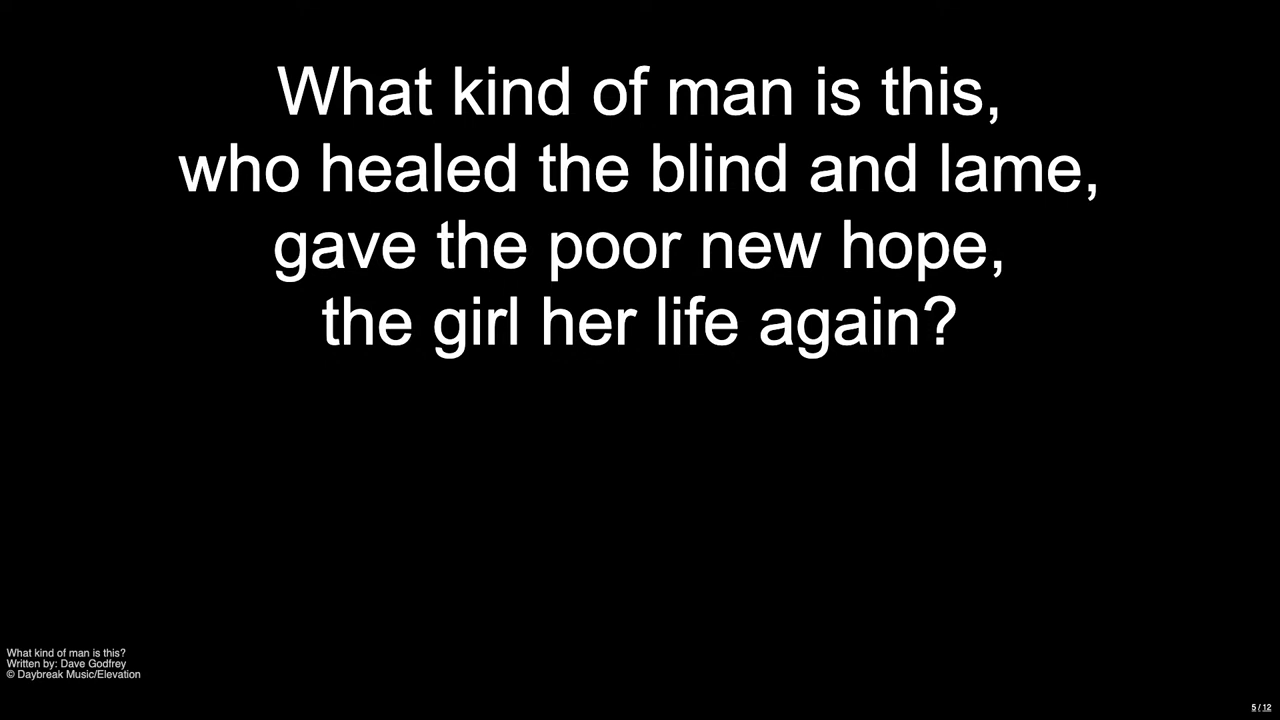 What kind of man is this,
who healed the blind and lame,
gave the poor new hope,
the girl her life again?
What kind of man is this?
Written by: Dave Godfrey
© Daybreak Music/Elevation
5 / 12